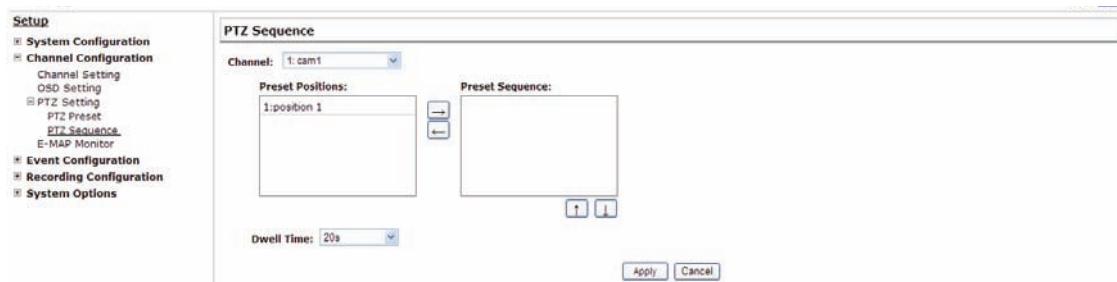 Setup
System Configuration
Channel Configuration
Channel Setting
OSD Setting
PTZ Setting
PTZ Preset
PTZ Sequence
E-MAP Monitor
Event Configuration
Recording Configuration
System Options
PTZ Sequence
Channel: 1: cam1
Preset Positions: Preset Sequence:
1:position 1
→
←
↑ ↓
Dwell Time: 20s
Apply Cancel